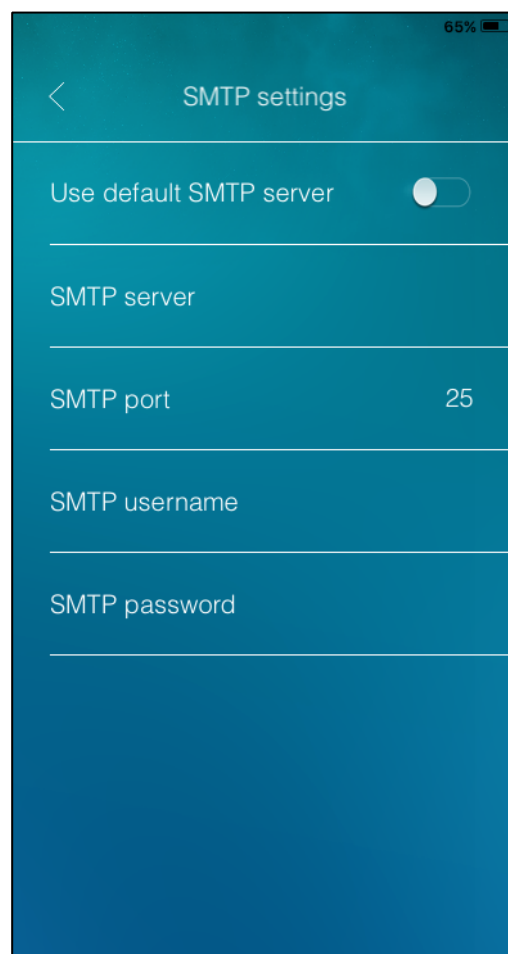 65%
SMTP settings
Use default SMTP server
SMTP server
SMTP port 25
SMTP username
SMTP password